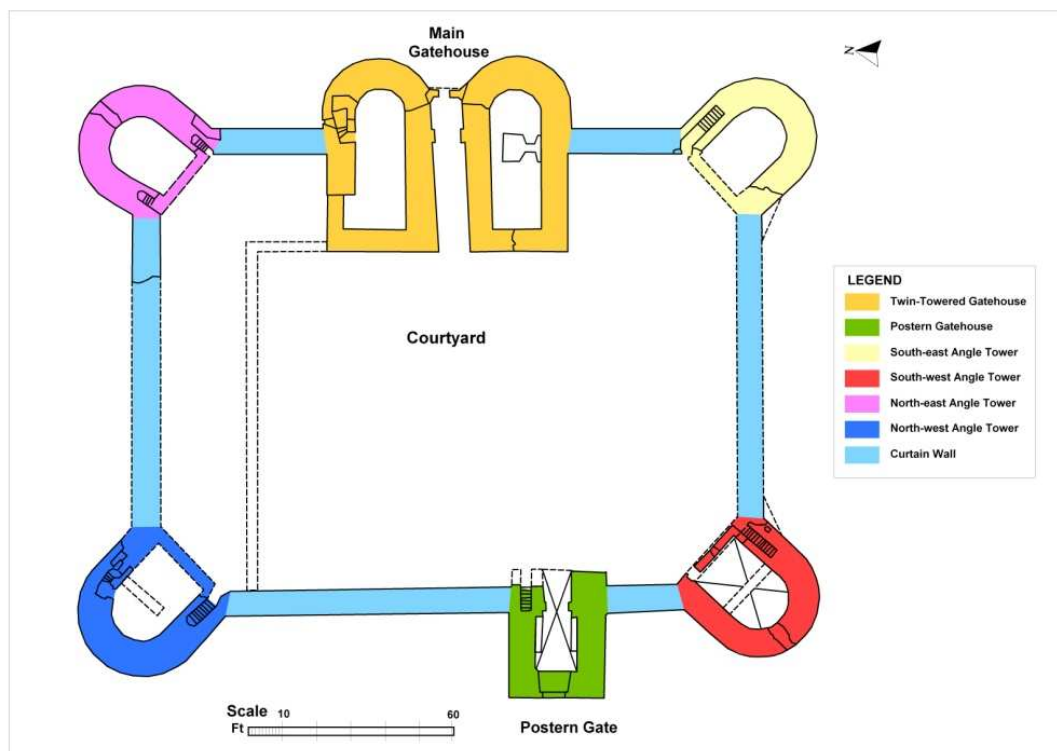 Main
Gatehouse
N
Courtyard
LEGEND
Twin-Towered Gatehouse
Postern Gatehouse
South-east Angle Tower
South-west Angle Tower
North-east Angle Tower
North-west Angle Tower
Curtain Wall
Scale 10 60
Ft
Postern Gate